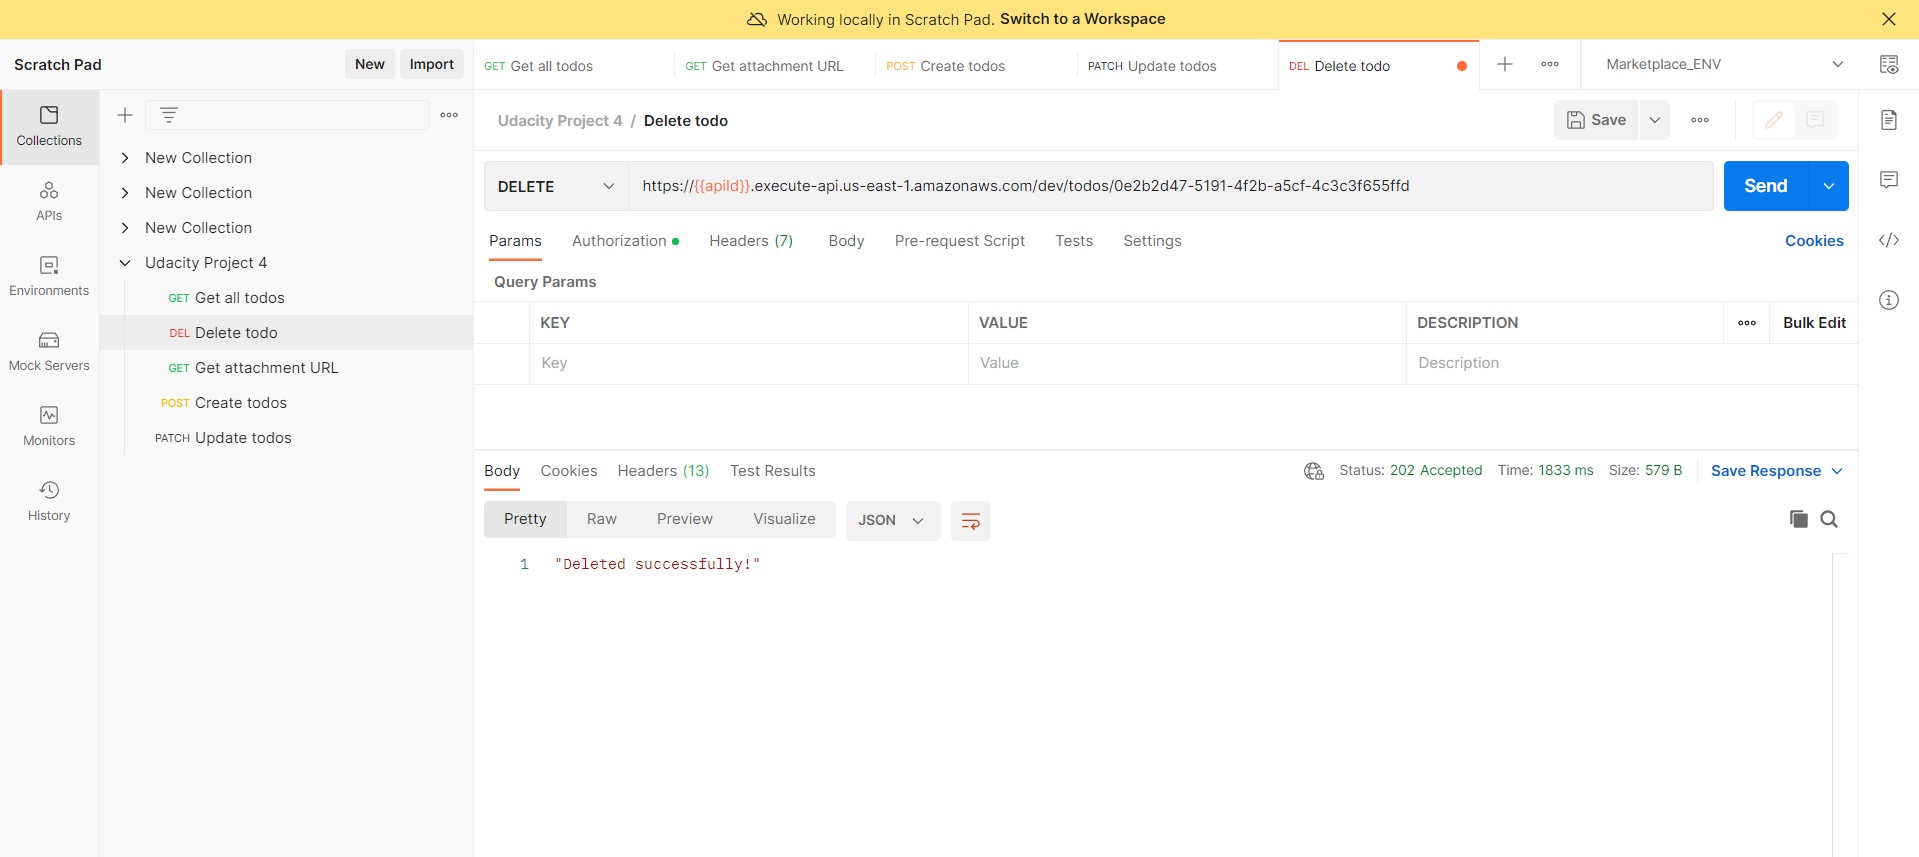 Working locally in Scratch Pad. Switch to a Workspace
Scratch Pad
New
Import
GET Get all todos
GET Get attachment URL
POST Create todos
PATCH Update todos
DEL Delete todo
Marketplace_ENV
Collections
APIs
Environments
Mock Servers
Monitors
History
New Collection
New Collection
New Collection
Udacity Project 4
GET Get all todos
DEL Delete todo
GET Get attachment URL
POST Create todos
PATCH Update todos
Udacity Project 4 / Delete todo
Save
DELETE
https://{{apiId}}.execute-api.us-east-1.amazonaws.com/dev/todos/0e2b2d47-5191-4f2b-a5cf-4c3c3f655ffd
Send
Params
Authorization
Headers (7)
Body
Pre-request Script
Tests
Settings
Cookies
Query Params
KEY
VALUE
DESCRIPTION
Bulk Edit
Key
Value
Description
Body
Cookies
Headers (13)
Test Results
Status: 202 Accepted
Time: 1833 ms
Size: 579 B
Save Response
Pretty
Raw
Preview
Visualize
JSON
1 "Deleted successfully!"